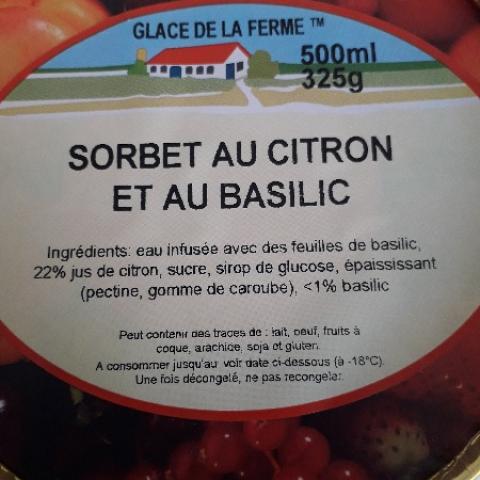 GLACE DE LA FERME ™
500ml
325g
SORBET AU CITRON
ET AU BASILIC
Ingrédients: eau infusée avec des feuilles de basilic,
22% jus de citron, sucre, sirop de glucose, épaississant
(pectine, gomme de caroube), <1% basilic
Peut contenir des traces de : lait, oeuf, fruits à
coque, arachide, soja et gluten.
A consommer jusqu'au voir date ci-dessous (à -18°C).
Une fois décongelé, ne pas recongeler.